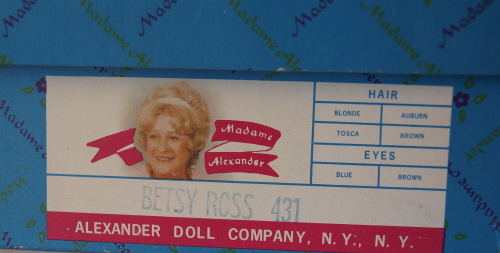 Madame
Alexander
HAIR
BLONDE AUBURN
TOSCA BROWN
EYES
BLUE BROWN
BETSY ROSS 431
ALEXANDER DOLL COMPANY, N. Y., N. Y.